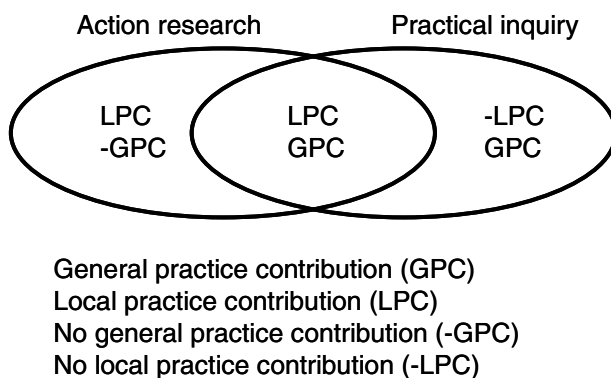 Action research Practical inquiry
LPC LPC -LPC
-GPC GPC GPC
General practice contribution (GPC)
Local practice contribution (LPC)
No general practice contribution (-GPC)
No local practice contribution (-LPC)